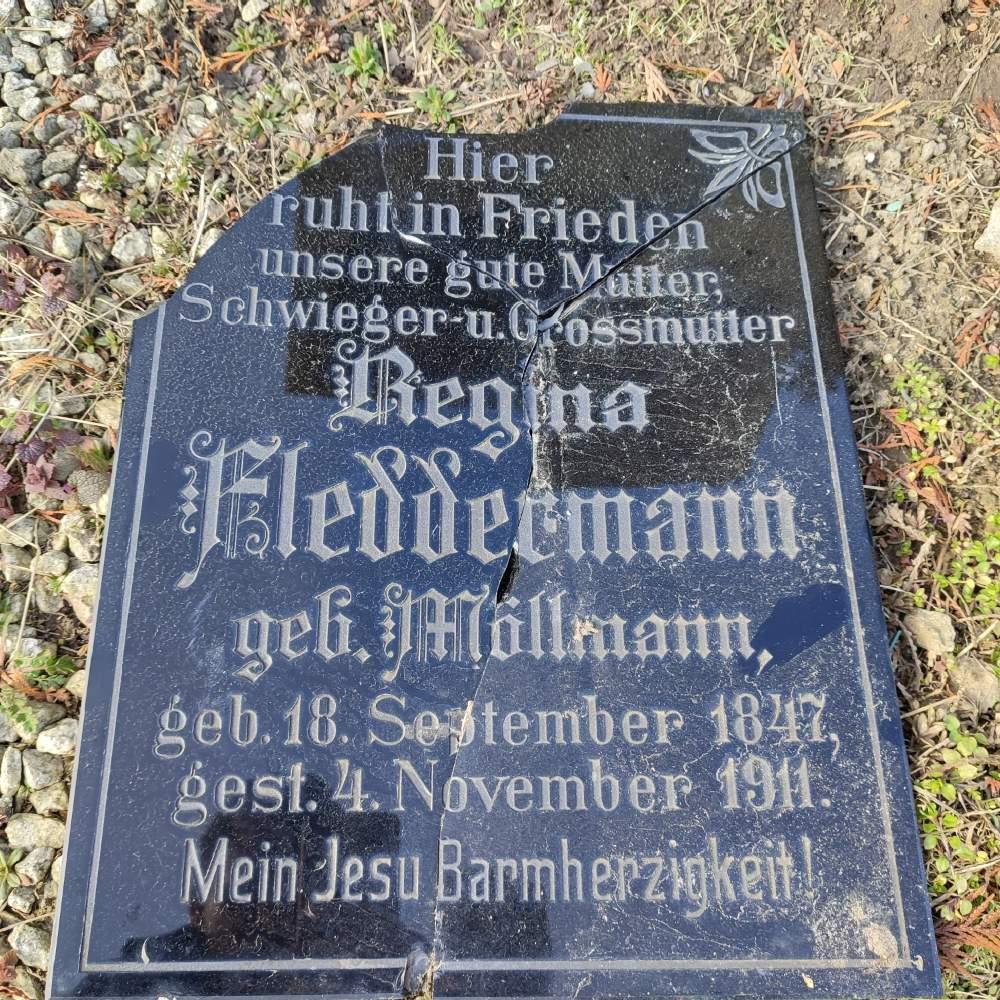 Hier
ruht in Frieden
unsere gute Mutter,
Schwieger- u. Grossmutter
Regina
Fleddermann
geb. Möllmann,
geb. 18. September 1847,
gest. 4. November 1911.
Mein Jesu Barmherzigkeit!